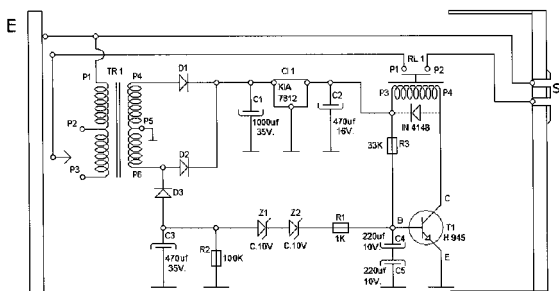 E
S
P1
TR 1
P4
D1
RL 1
P1
P2
CI 1
KIA
7812
C1
1000uf
35V.
C2
470uf
16V.
P3
P4
P2
P5
IN 4148
P3
P6
D2
33K
R3
D3
C
Z1
Z2
R1
B
C.10V
C.10V
1K
T1
H 945
C3
470uf
35V.
R2
100K
220uf
10V.
C4
E
220uf
10V.
C5